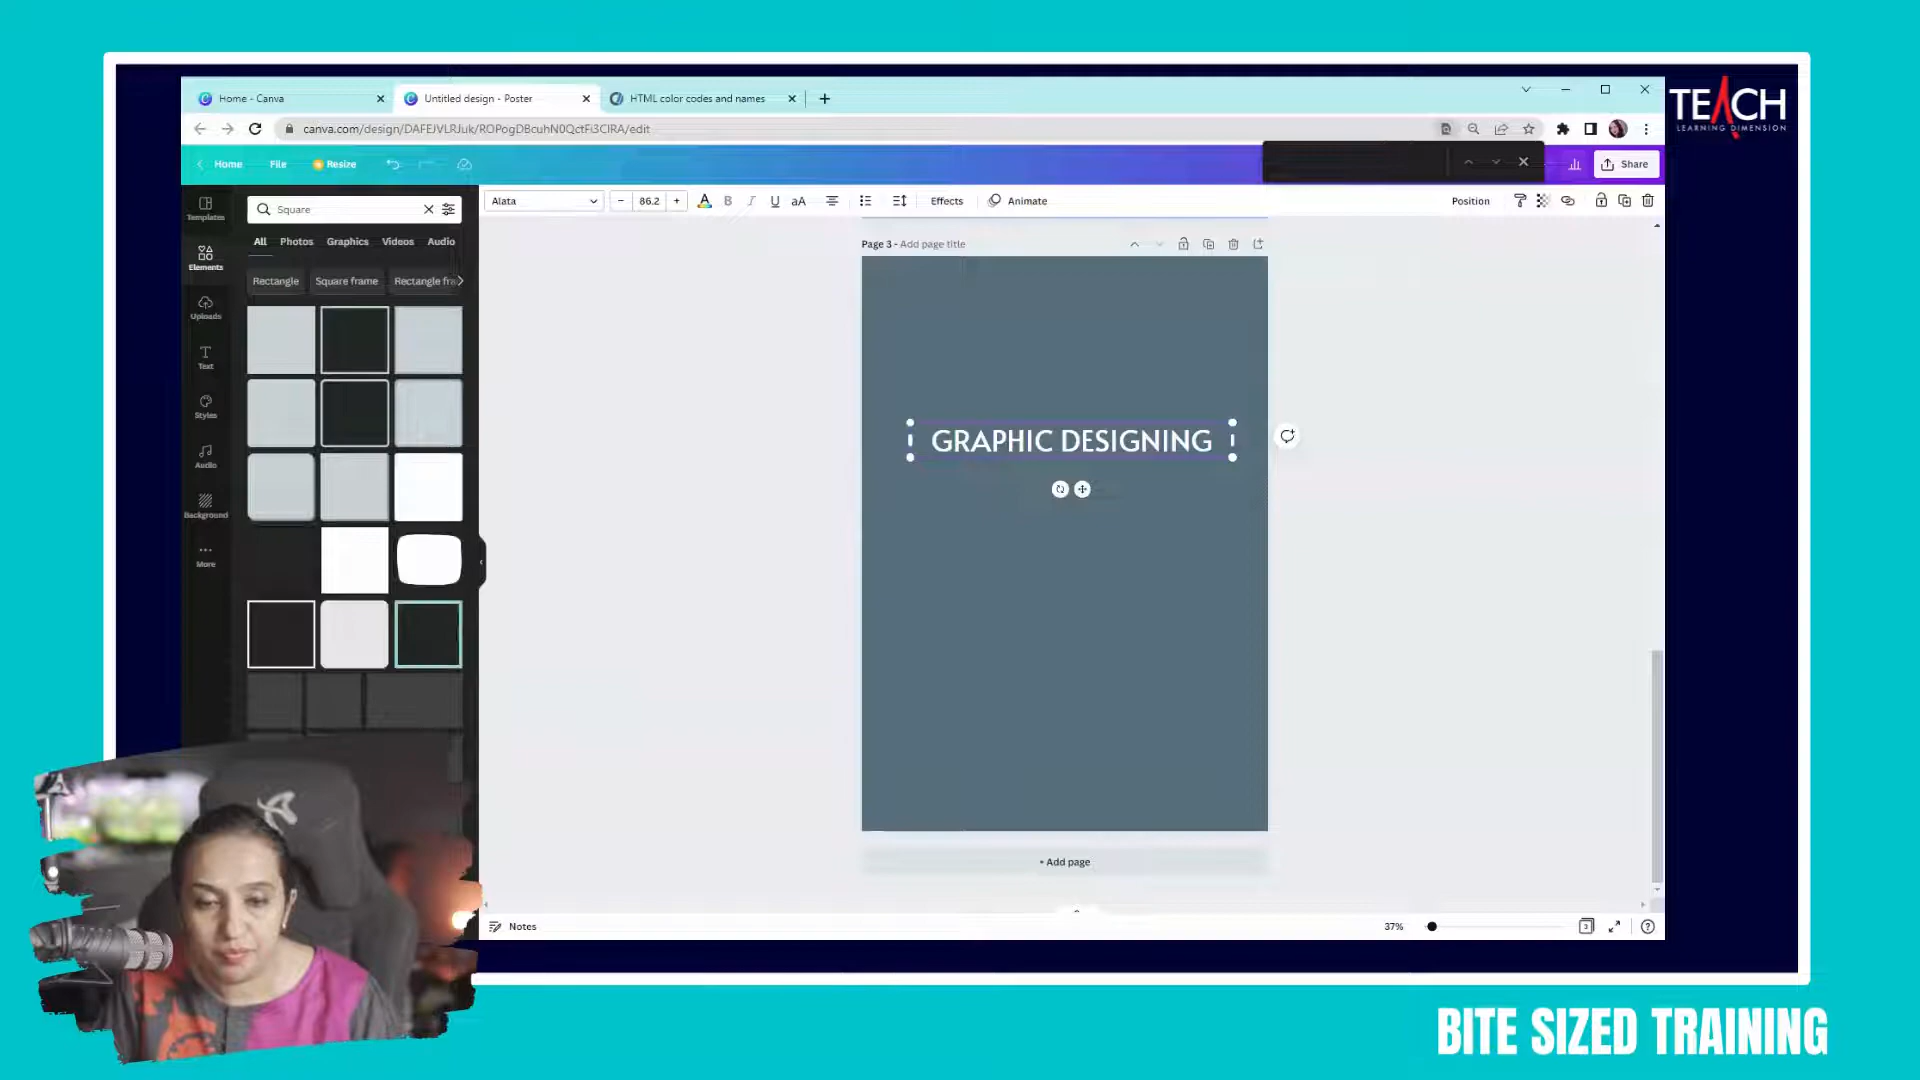 Home - Canva
Untitled design - Poster
HTML color codes and names
canva.com/design/DAFEJVLRJuk/ROPogDBcuhN0QctFi3CIRA/edit
TEACH
LEARNING DIMENSION
Home
File
Resize
Share
Templates
Square
Alata
86.2
A
B
I
U
aA
Effects
Animate
Position
Elements
All
Photos
Graphics
Videos
Audio
Page 3 - Add page title
Rectangle
Square frame
Rectangle fra
Uploads
Text
Styles
Audio
Background
More
GRAPHIC DESIGNING
+ Add page
Notes
37%
3
BITE SIZED TRAINING